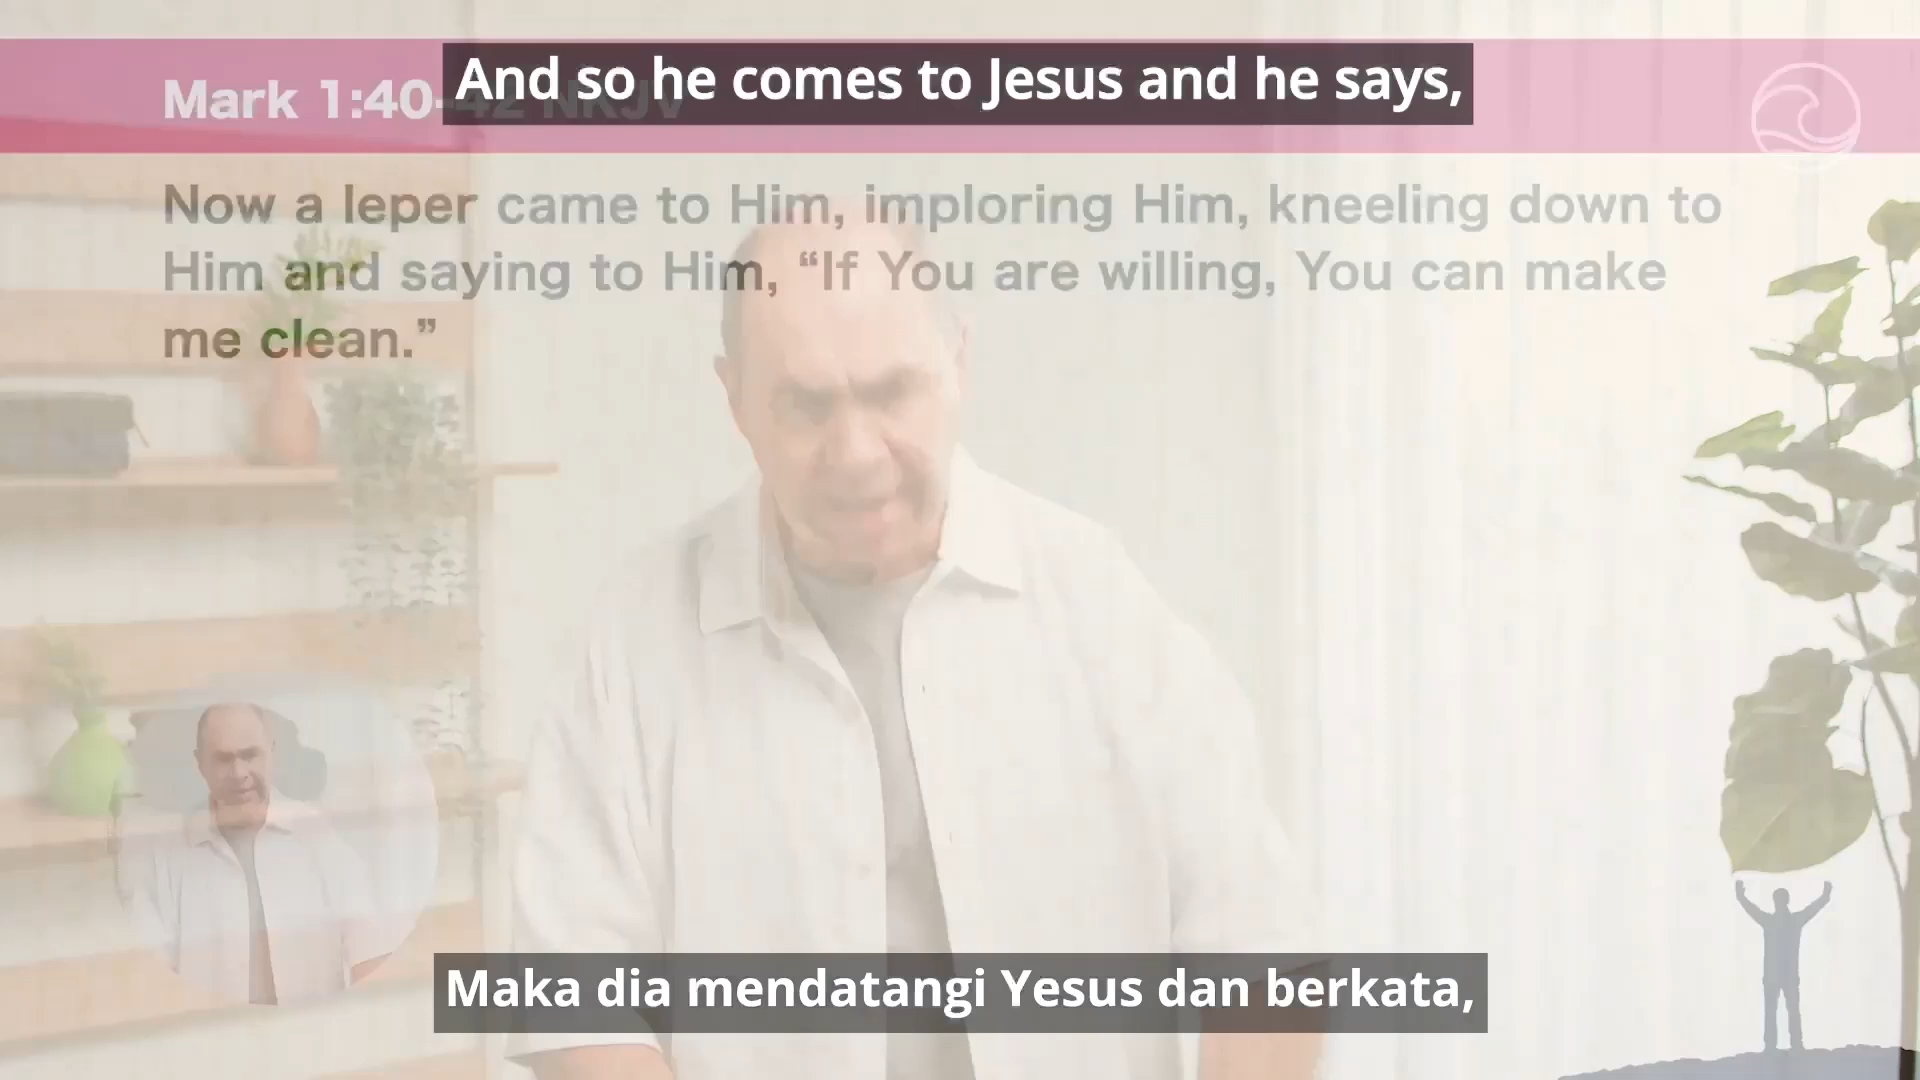 And so he comes to Jesus and he says,
Mark 1:40-42 NKJV
Now a leper came to Him, imploring Him, kneeling down to
Him and saying to Him, “If You are willing, You can make
me clean.”
Maka dia mendatangi Yesus dan berkata,